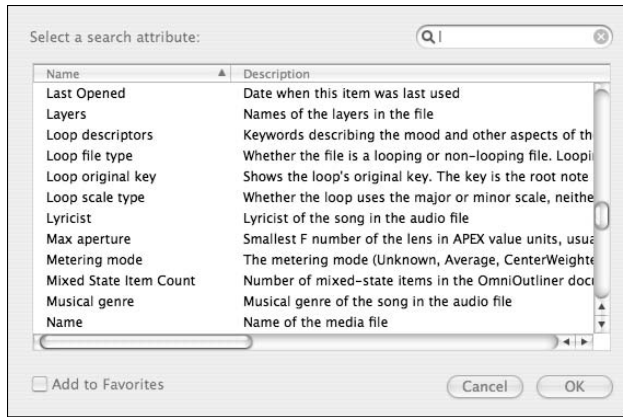 Select a search attribute:
Name Description
Last Opened Date when this item was last used
Layers Names of the layers in the file
Loop descriptors Keywords describing the mood and other aspects of th
Loop file type Whether the file is a looping or non-looping file. Loopi
Loop original key Shows the loop's original key. The key is the root note
Loop scale type Whether the loop uses the major or minor scale, neithe
Lyricist Lyricist of the song in the audio file
Max aperture Smallest F number of the lens in APEX value units, usua
Metering mode The metering mode (Unknown, Average, CenterWeighte
Mixed State Item Count Number of mixed-state items in the OmniOutliner docu
Musical genre Musical genre of the song in the audio file
Name Name of the media file
Add to Favorites Cancel OK